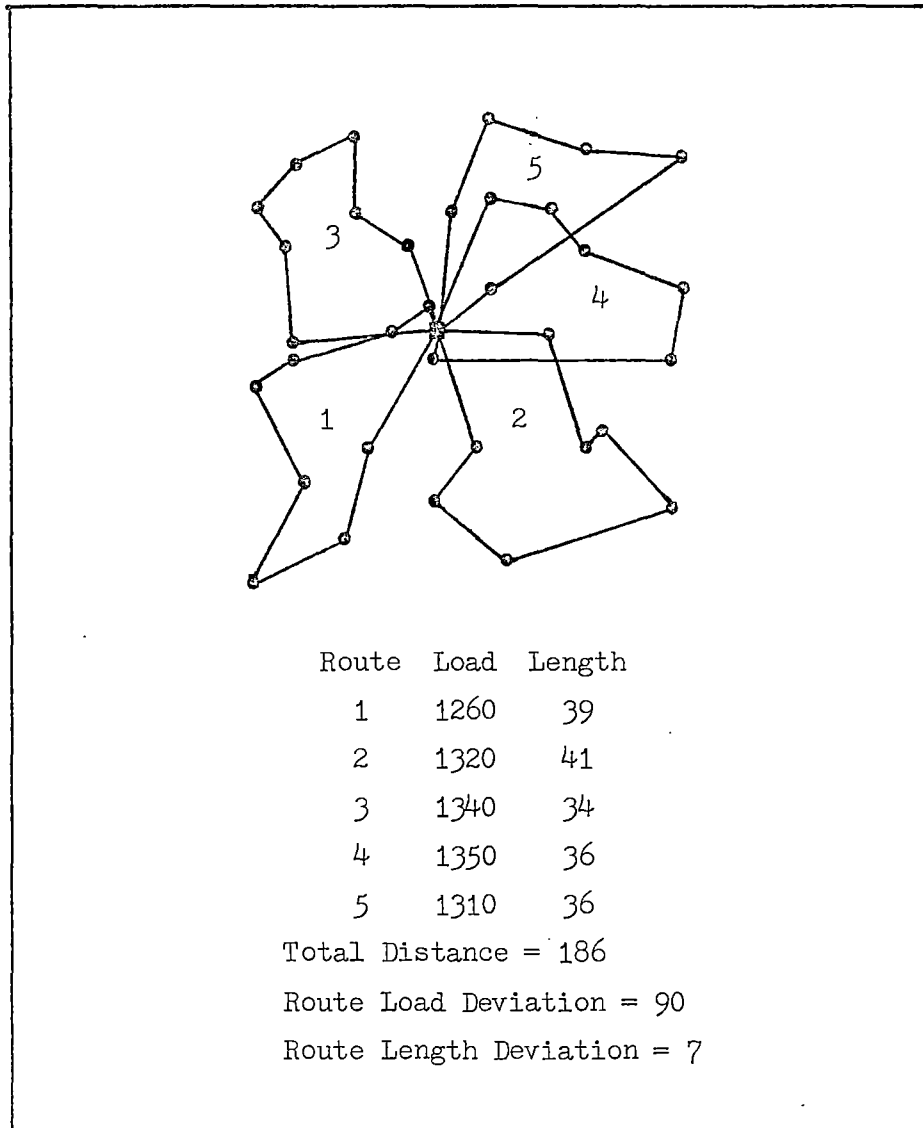 5
3
4
1
2
Route Load Length
1 1260 39
2 1320 41
3 1340 34
4 1350 36
5 1310 36
Total Distance = 186
Route Load Deviation = 90
Route Length Deviation = 7